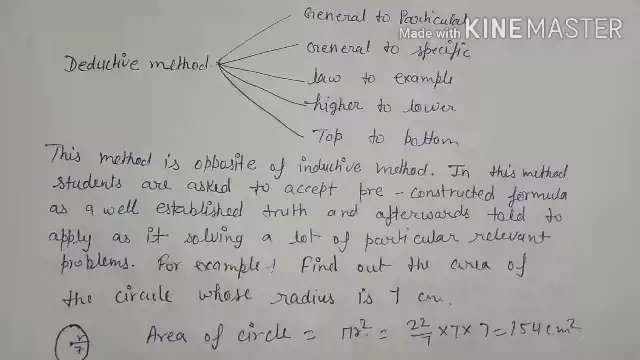 General to Particular
Made with KINEMASTER
General to specific
Deductive method
law to example
higher to lower
Top to bottom
This method is opposite of inductive method. In this method
students are asked to accept pre-constructed formula
as a well established truth and afterwards told to
apply as it solving a lot of particular relevant
problems. For example: Find out the area of
the circule whose radius is 7 cm.
Area of circle = πr² = 22/7 × 7 × 7 = 154 cm²